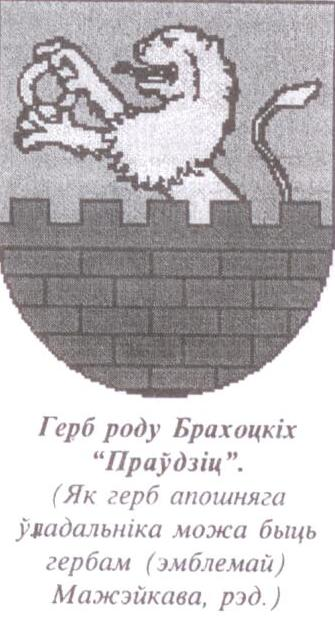 Герб роду Брахоцкіх
“Праўдзіц”.
(Як герб апошняга
ўладальніка можа быць
гербам (эмблемай)
Мажэйкава, рэд.)